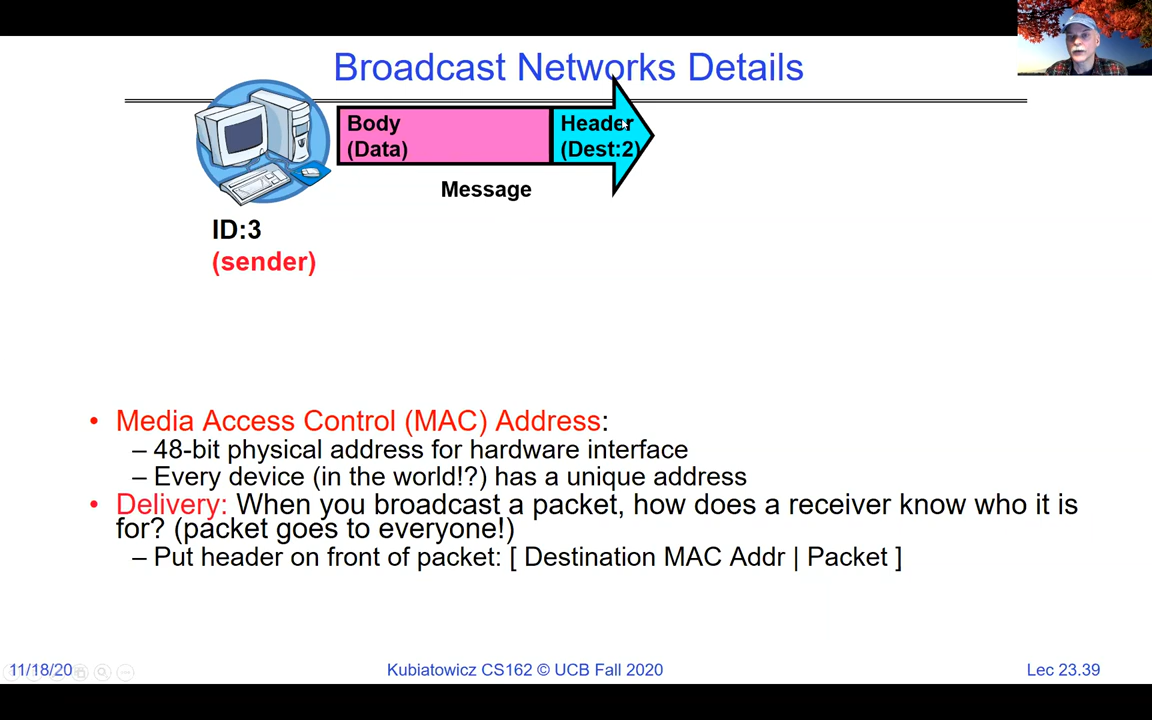 Broadcast Networks Details
Body
(Data)
Header
(Dest:2)
Message
ID:3
(sender)
• Media Access Control (MAC) Address:
– 48-bit physical address for hardware interface
– Every device (in the world!?) has a unique address
• Delivery: When you broadcast a packet, how does a receiver know who it is
for? (packet goes to everyone!)
– Put header on front of packet: [ Destination MAC Addr | Packet ]
11/18/20
Kubiatowicz CS162 © UCB Fall 2020
Lec 23.39